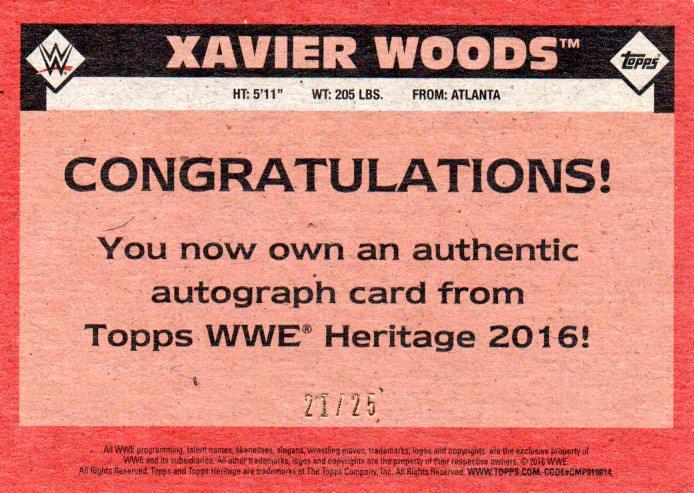 XAVIER WOODS™
W
topps
HT: 5'11" WT: 205 LBS. FROM: ATLANTA
CONGRATULATIONS!
You now own an authentic
autograph card from
Topps WWE® Heritage 2016!
21/25
All WWE programming, talent names, likenesses, slogans, wrestling moves, trademarks, logos and copyrights are the exclusive property of
WWE and its subsidiaries. All other trademarks, logos and copyrights are the property of their respective owners. © 2016 WWE.
All Rights Reserved. Topps and Topps Heritage are trademarks of The Topps Company, Inc. All Rights Reserved. WWW.TOPPS.COM. CODE#CMP019814.